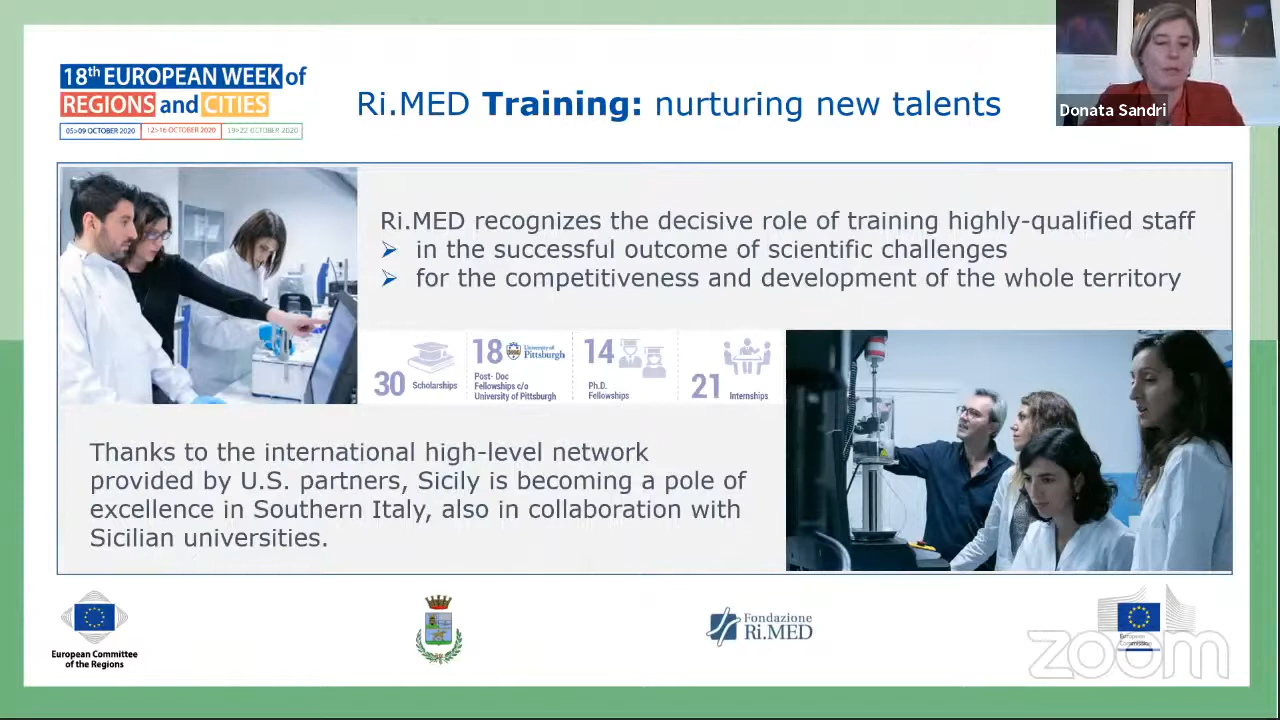 18th EUROPEAN WEEK of
REGIONS and CITIES
05>09 OCTOBER 2020 12>16 OCTOBER 2020 19>22 OCTOBER 2020
Ri.MED Training: nurturing new talents
Donata Sandri
Ri.MED recognizes the decisive role of training highly-qualified staff
in the successful outcome of scientific challenges
for the competitiveness and development of the whole territory
30 Scholarships
18 University of Pittsburgh
Post- Doc
Fellowships c/o
University of Pittsburgh
14
Ph.D.
Fellowships
21 Internships
Thanks to the international high-level network
provided by U.S. partners, Sicily is becoming a pole of
excellence in Southern Italy, also in collaboration with
Sicilian universities.
European Committee
of the Regions
Fondazione
Ri.MED
European
Commission
zoom